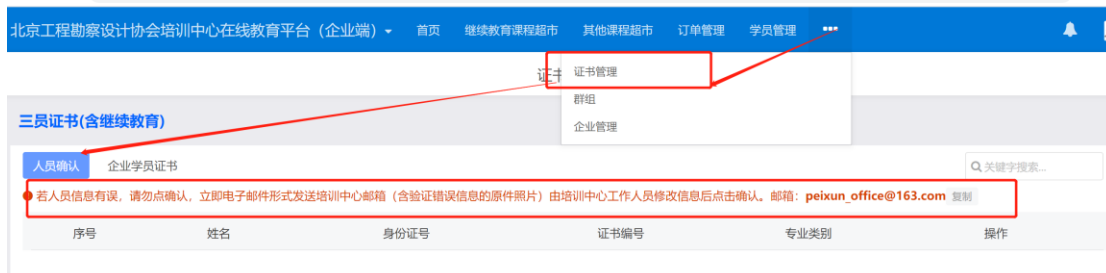 北京工程勘察设计协会培训中心在线教育平台（企业端） 首页 继续教育课程超市 其他课程超市 订单管理 学员管理 •••
证书管理
群组
企业管理
三员证书(含继续教育)
人员确认 企业学员证书 关键字搜索...
若人员信息有误，请勿点确认，立即电子邮件形式发送培训中心邮箱（含验证错误信息的原件照片）由培训中心工作人员修改信息后点击确认。邮箱：peixun_office@163.com 复制
序号 姓名 身份证号 证书编号 专业类别 操作